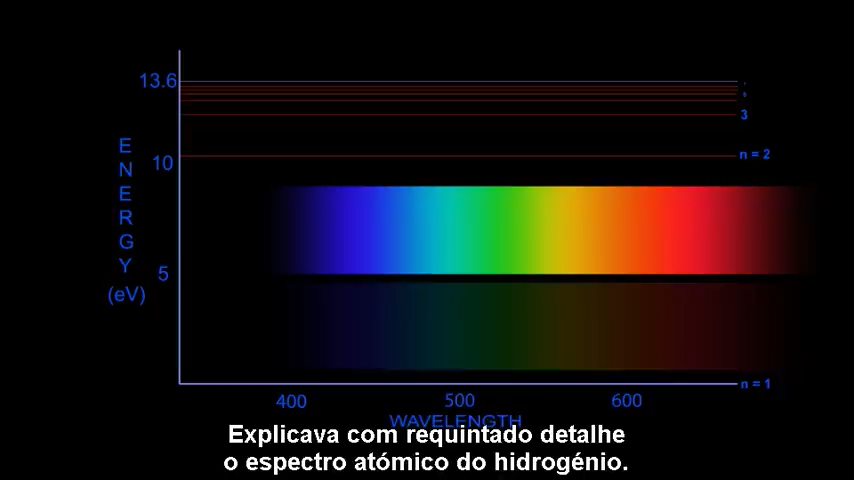 13.6
3
n = 2
10
ENERGY
5
(eV)
n = 1
400 500 600
WAVELENGTH
Explicava com requintado detalhe
o espectro atómico do hidrogénio.